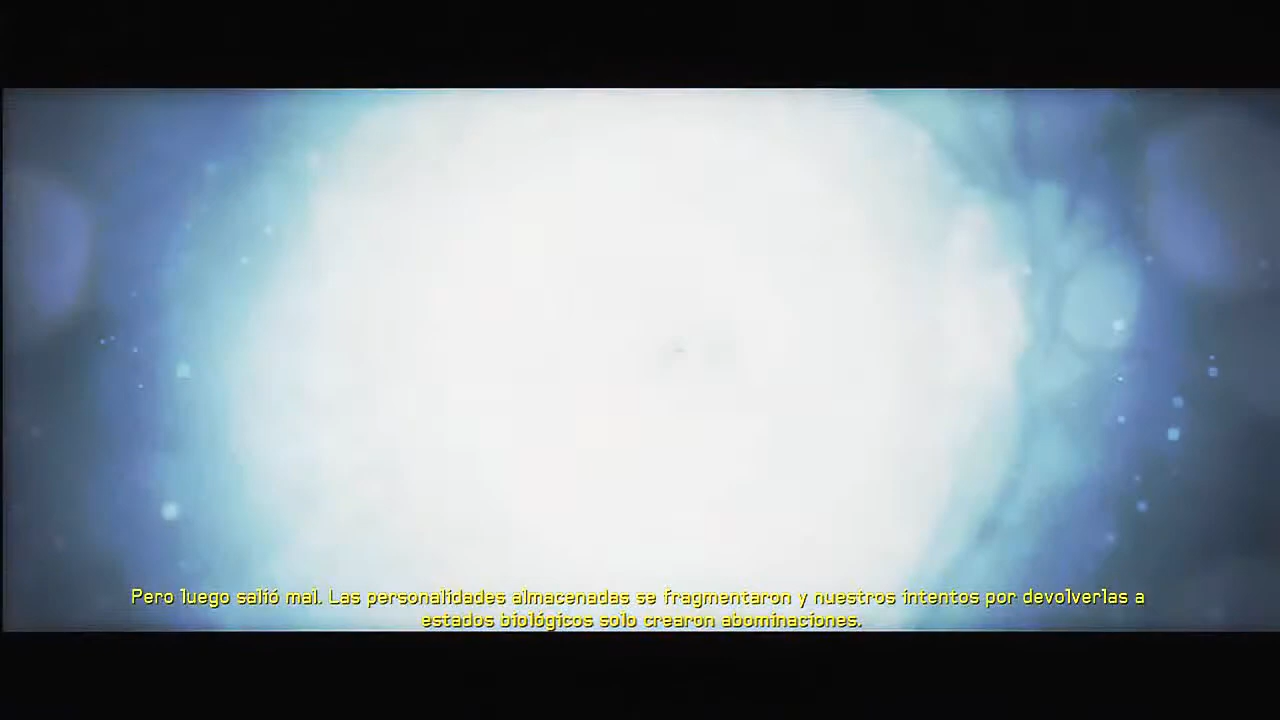 Pero luego salió mal. Las personalidades almacenadas se fragmentaron y nuestros intentos por devolverlas a
estados biológicos solo crearon abominaciones.